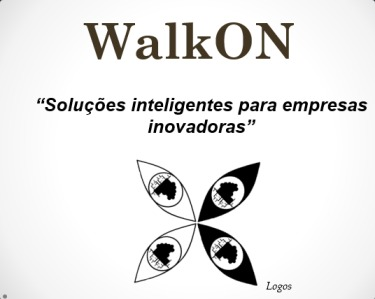 WalkON
“Soluções inteligentes para empresas
inovadoras”
Logos